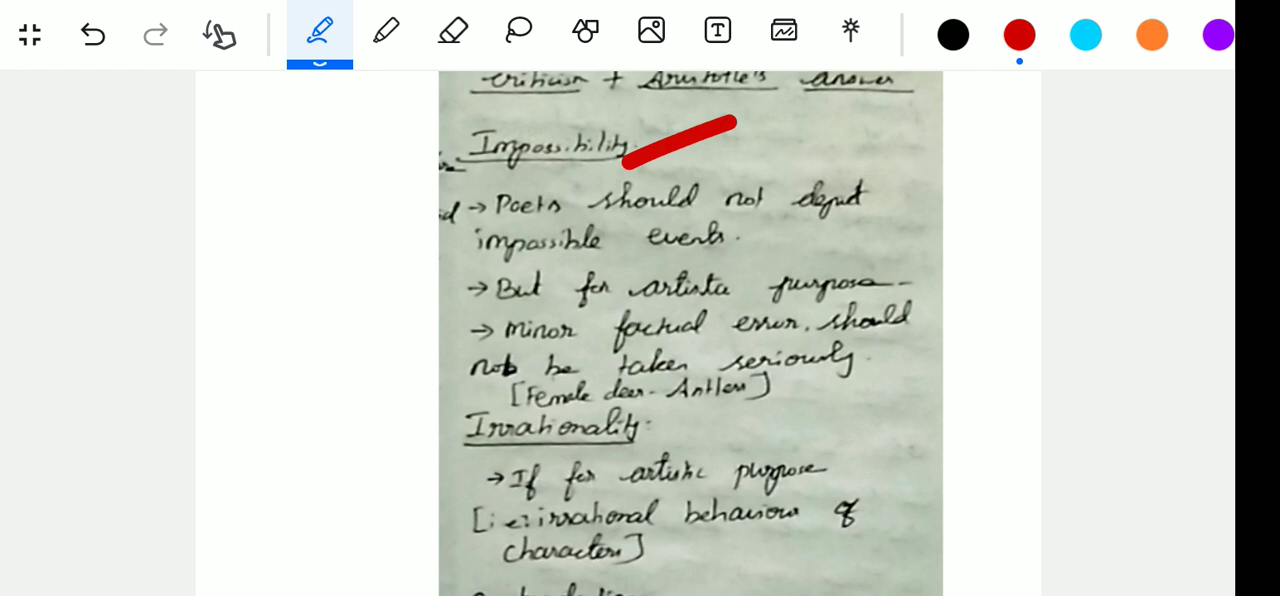 Criticism + Aristotle's answer
Impossibility
→ Poets should not depict
impossible events.
→ But for artistic purpose -
→ Minor factual error, should
not be taken seriously.
[Female deer - Antlers]
Irrationality:
→ If for artistic purpose
[i.e: irrational behaviour of
characters]